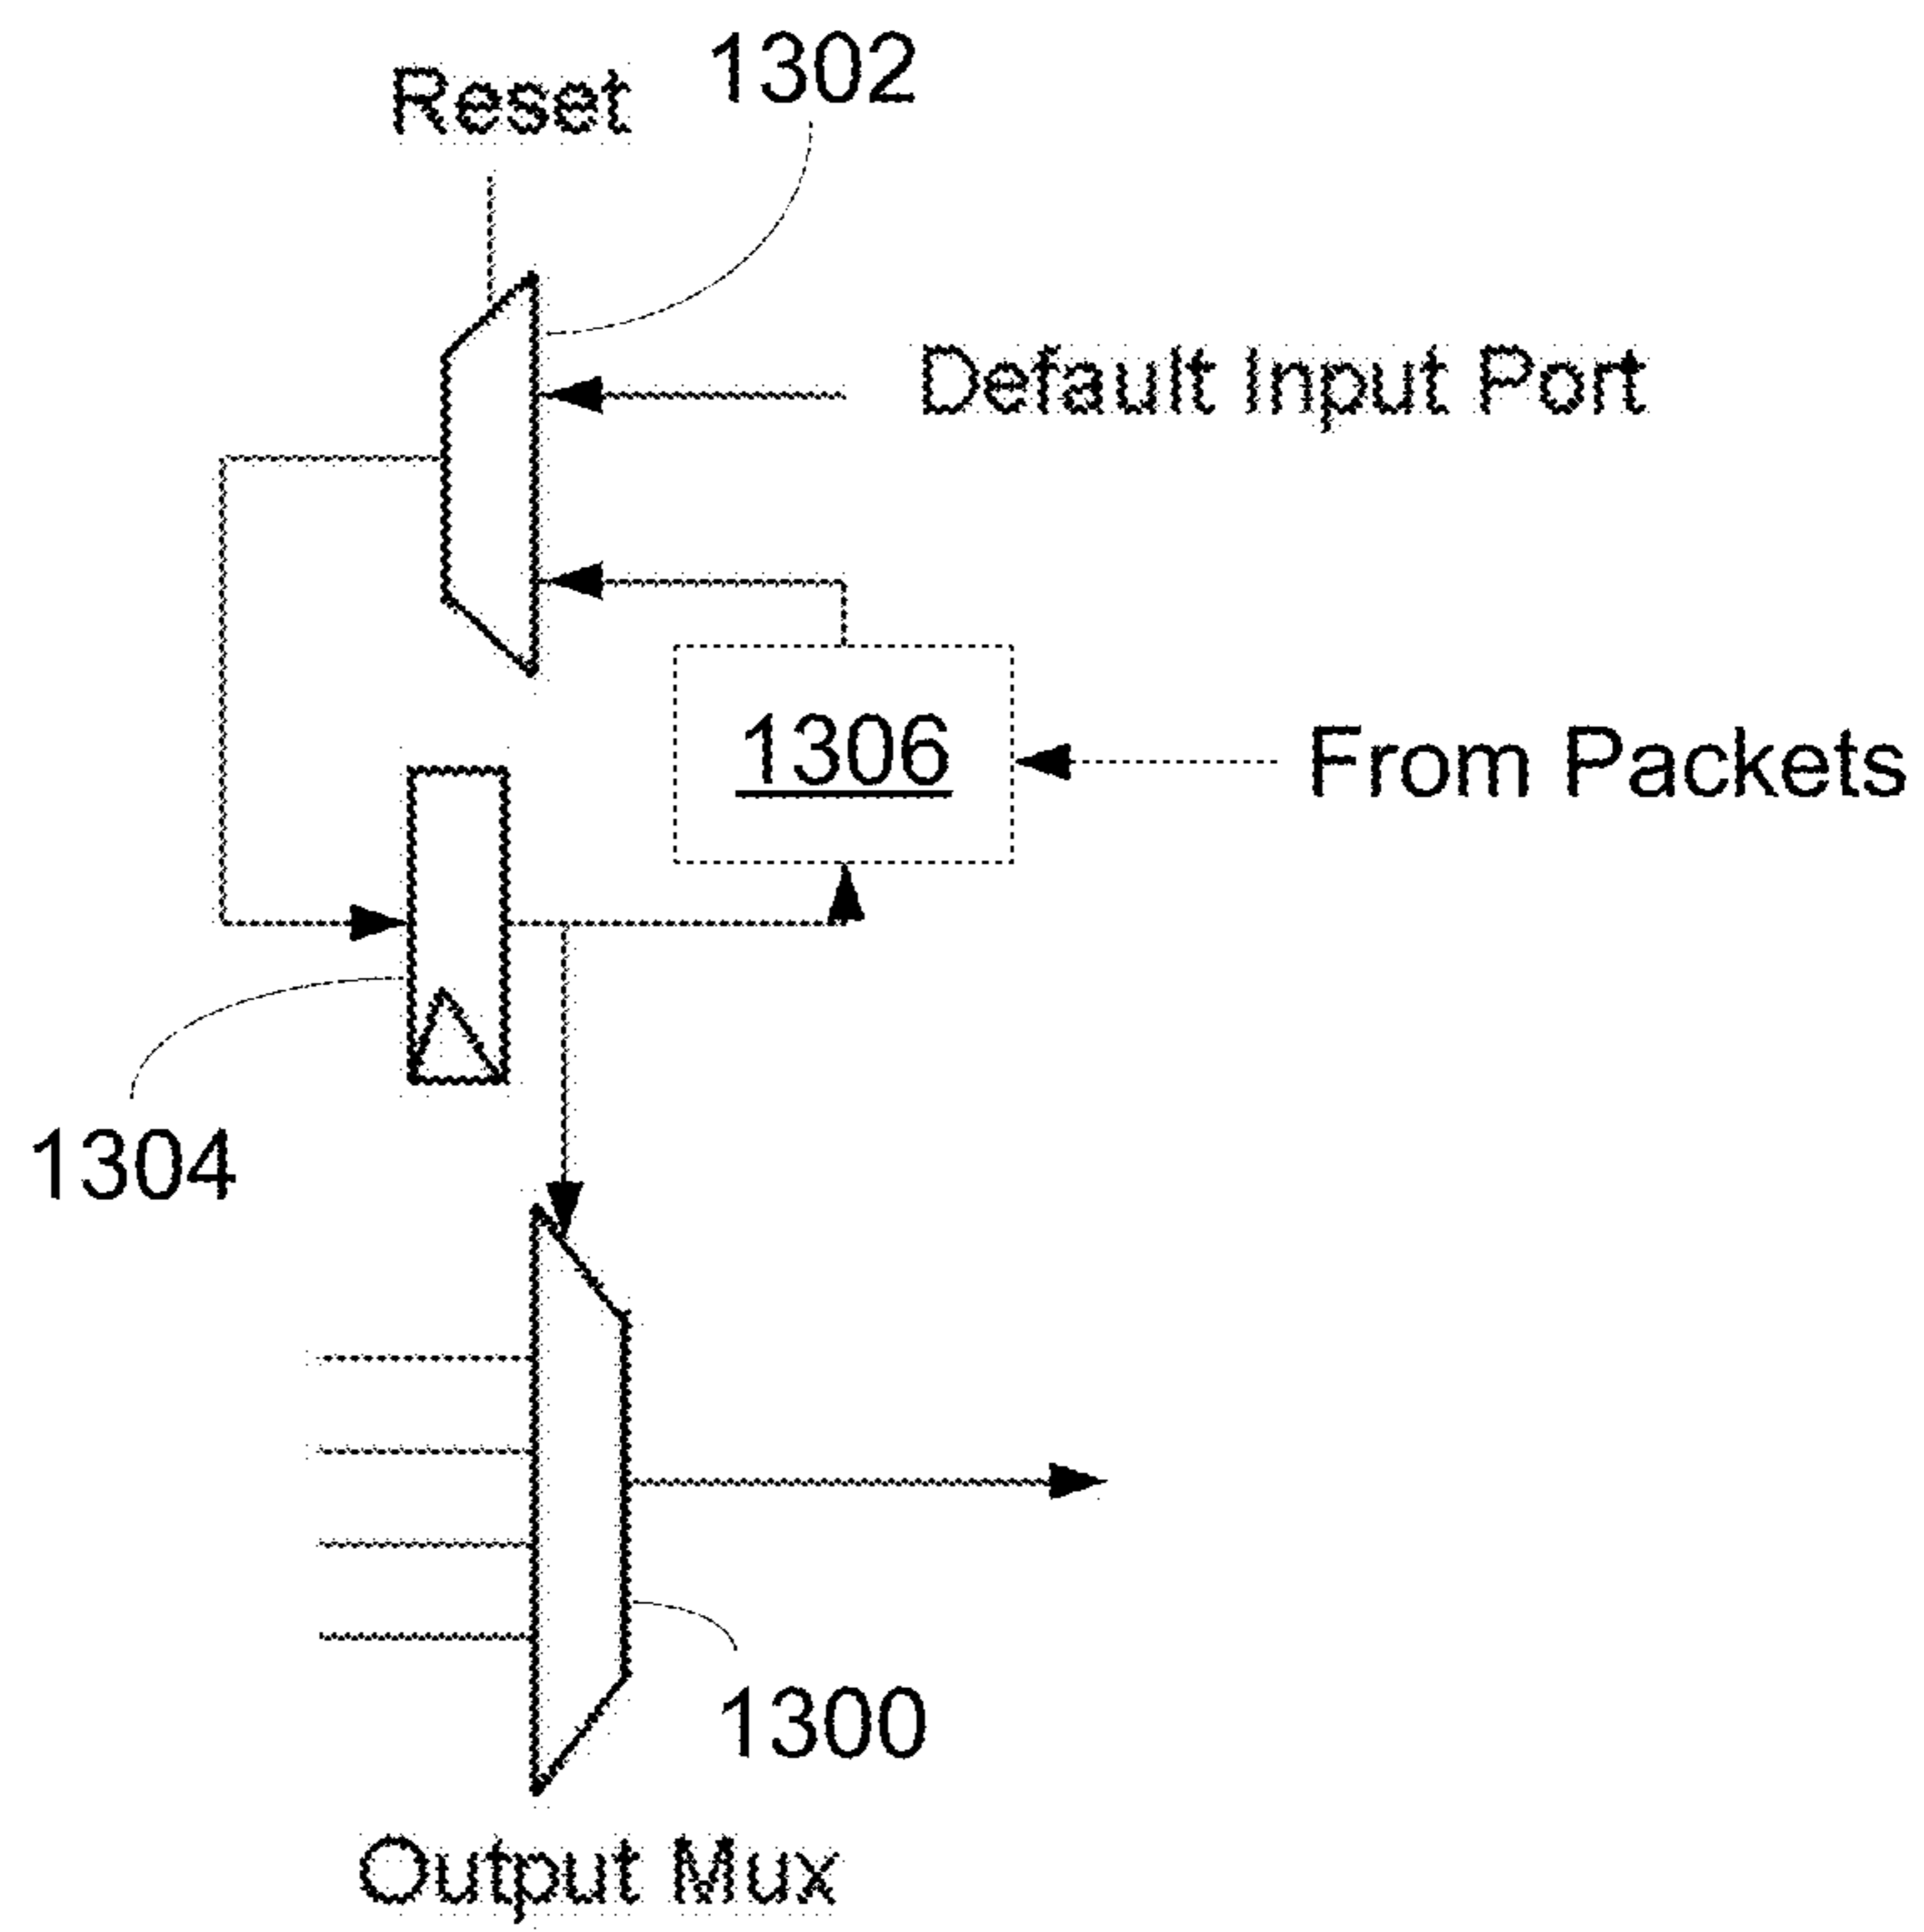 Reset
1302
Default Input Port
1306
From Packets
1304
1300
Output Mux